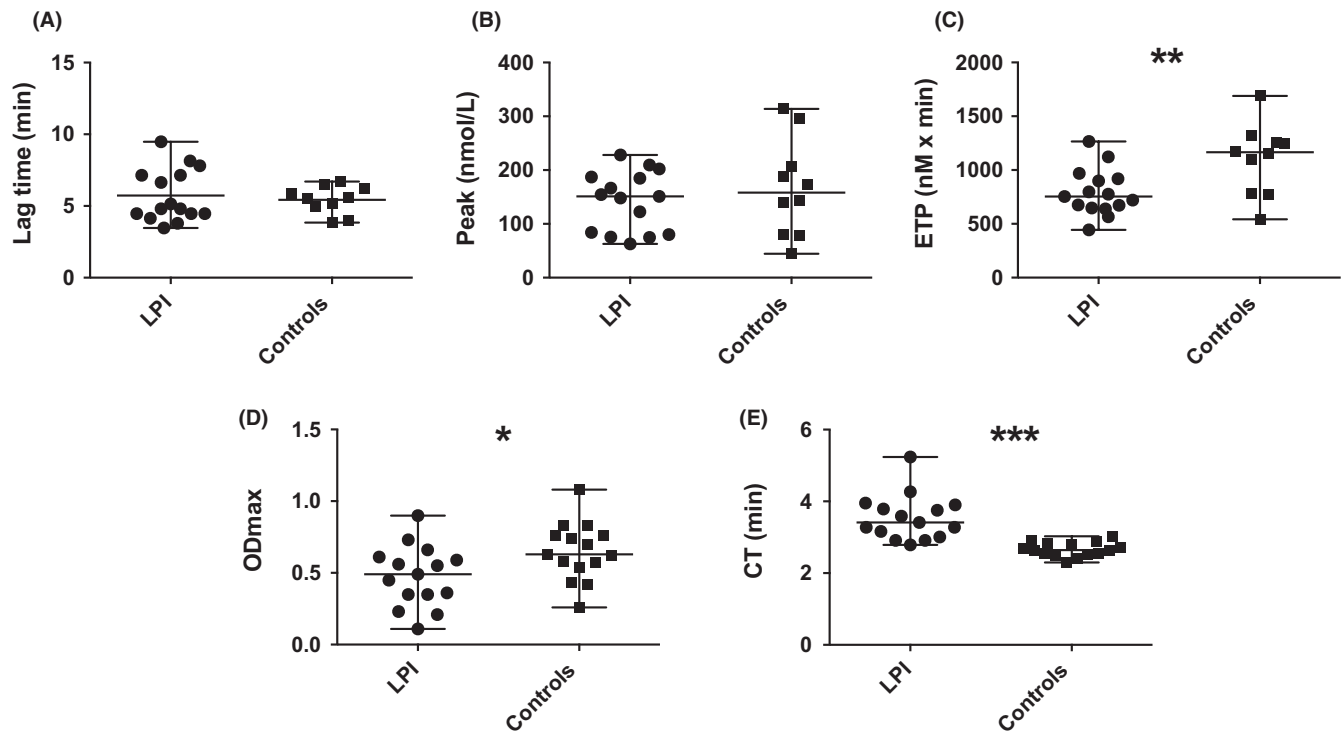 (A)
Lag time (min)
15
10
5
0
LPI
Controls
(B)
Peak (nmol/L)
400
300
200
100
0
LPI
Controls
(C)
ETP (nM x min)
2000
1500
1000
500
0
**
LPI
Controls
(D)
ODmax
1.5
1.0
0.5
0.0
*
LPI
Controls
(E)
CT (min)
6
4
2
0
***
LPI
Controls